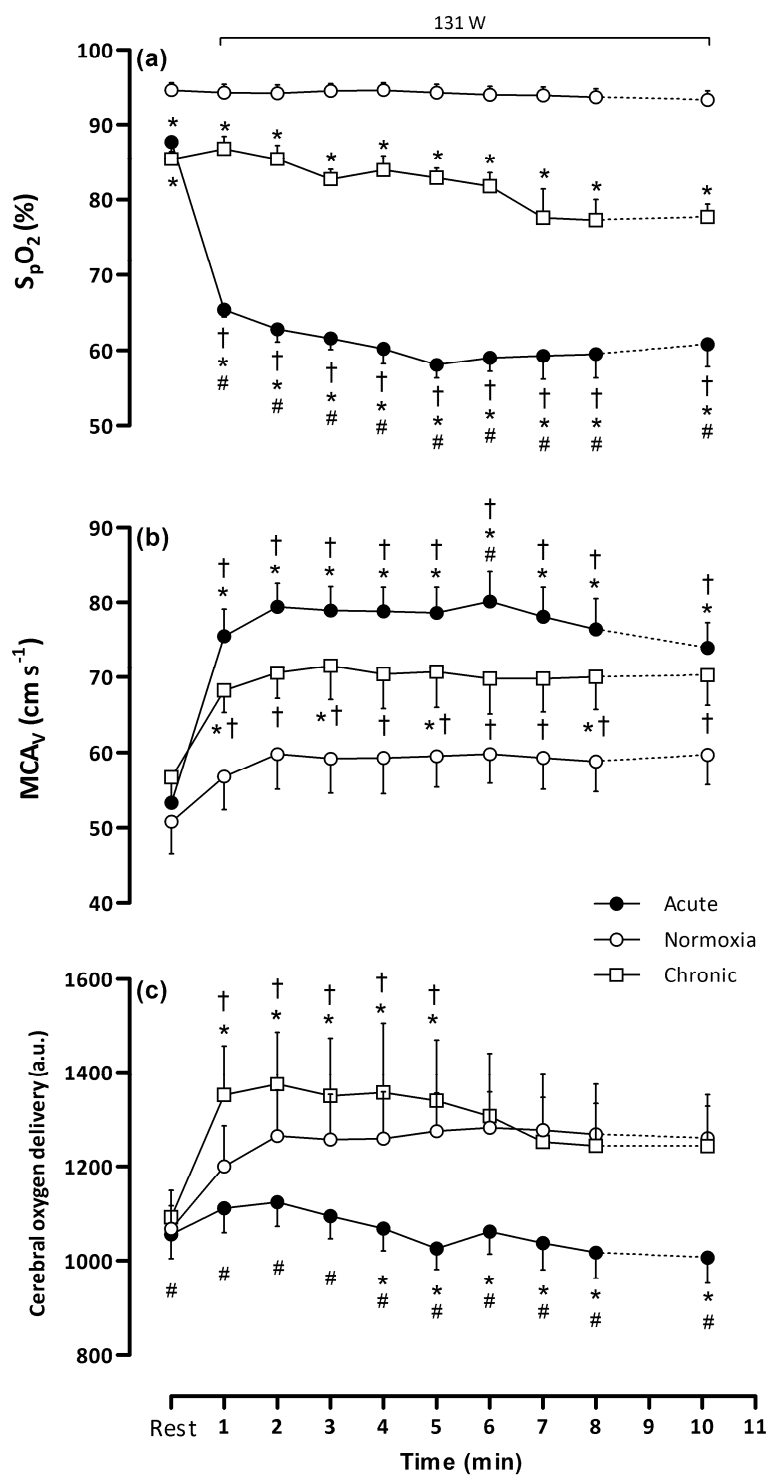 131 W
(a)
100
90
80
70
60
50
SpO2 (%)
* * * * * * * * * *
*
† † † † † † † † †
* * * * * * * * *
# # # # # # # # #
(b)
90
80
70
60
50
40
MCAV (cm s-1)
† † † † † † † † †
* * * * * * * * *
#
*† † *† † *† † † *† †
Acute
Normoxia
Chronic
(c)
1600
1400
1200
1000
800
Cerebral oxygen delivery (a.u.)
† † † † †
* * * * *
* * * * * *
# # # # # # # # # #
Rest 1 2 3 4 5 6 7 8 9 10 11
Time (min)